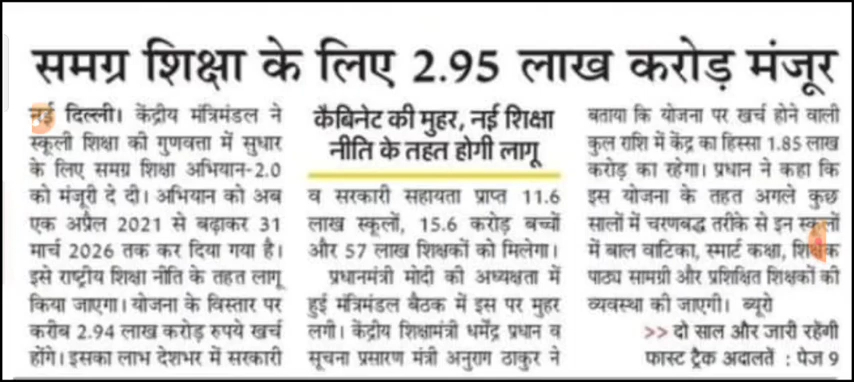 समग्र शिक्षा के लिए 2.95 लाख करोड़ मंजूर
नई दिल्ली। केंद्रीय मंत्रिमंडल ने
स्कूली शिक्षा की गुणवत्ता में सुधार
के लिए समग्र शिक्षा अभियान-2.0
को मंजूरी दे दी। अभियान को अब
एक अप्रैल 2021 से बढ़ाकर 31
मार्च 2026 तक कर दिया गया है।
इसे राष्ट्रीय शिक्षा नीति के तहत लागू
किया जाएगा। योजना के विस्तार पर
करीब 2.94 लाख करोड़ रुपये खर्च
होंगे। इसका लाभ देशभर में सरकारी
कैबिनेट की मुहर, नई शिक्षा
नीति के तहत होगी लागू
व सरकारी सहायता प्राप्त 11.6
लाख स्कूलों, 15.6 करोड़ बच्चों
और 57 लाख शिक्षकों को मिलेगा।
प्रधानमंत्री मोदी की अध्यक्षता में
हुई मंत्रिमंडल बैठक में इस पर मुहर
लगी। केंद्रीय शिक्षामंत्री धर्मेंद्र प्रधान व
सूचना प्रसारण मंत्री अनुराग ठाकुर ने
बताया कि योजना पर खर्च होने वाली
कुल राशि में केंद्र का हिस्सा 1.85 लाख
करोड़ का रहेगा। प्रधान ने कहा कि
इस योजना के तहत अगले कुछ
सालों में चरणबद्ध तरीके से इन स्कूलों
में बाल वाटिका, स्मार्ट कक्षा, शिक्षक
पाठ्य सामग्री और प्रशिक्षित शिक्षकों की
व्यवस्था की जाएगी। ब्यूरो
>> दो साल और जारी रहेंगी
फास्ट ट्रैक अदालतें : पेज 9